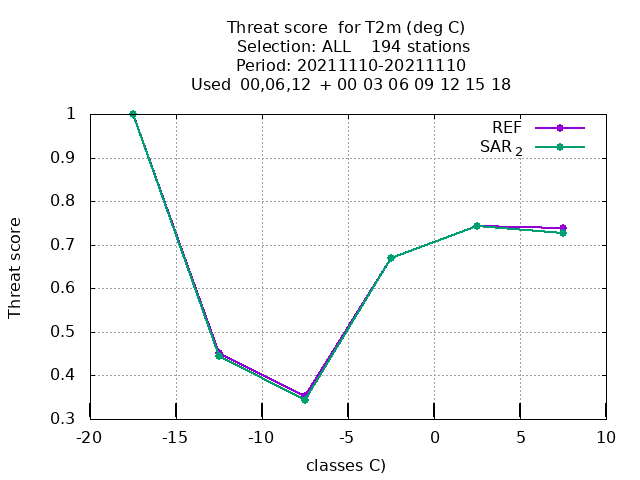 Threat score  for T2m (deg C)
Selection: ALL    194 stations
Period: 20211110-20211110
Used  00,06,12  + 00 03 06 09 12 15 18
REF
SAR 2
1
0.9
0.8
0.7
0.6
0.5
0.4
0.3
Threat score
-20 -15 -10 -5 0 5 10
classes C)